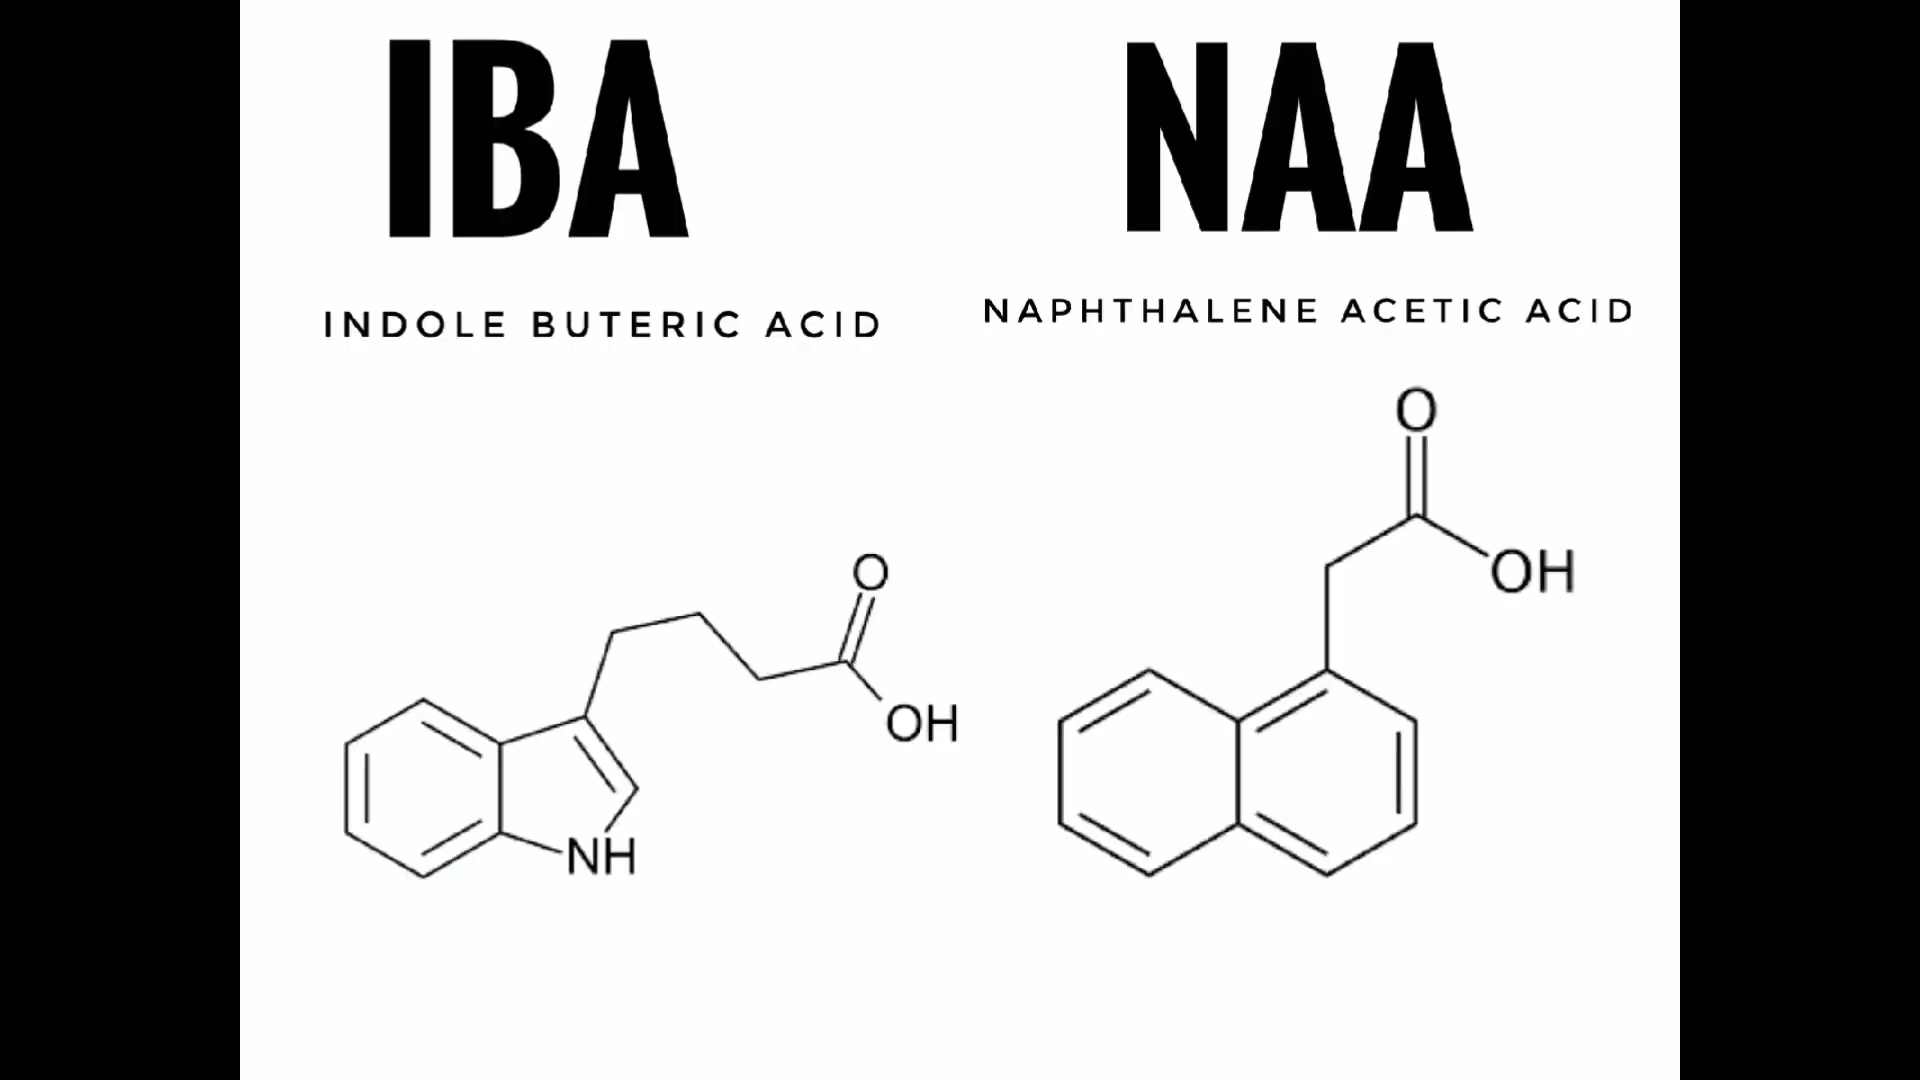 IBA
INDOLE BUTERIC ACID
O
OH
NH
NAA
NAPHTHALENE ACETIC ACID
O
OH